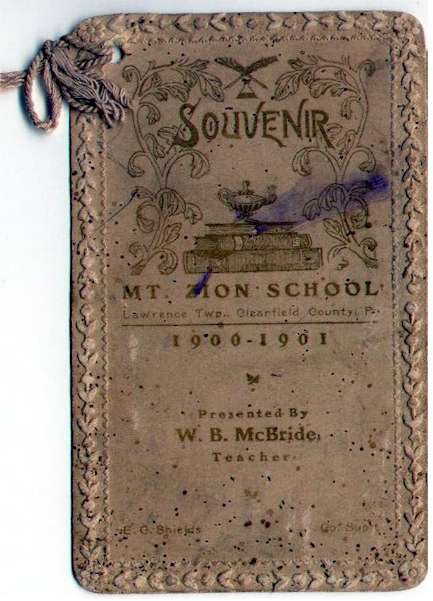 SOUVENIR
MT. ZION SCHOOL
Lawrence Twp., Clearfield County, Pa.
1900-1901
Presented By
W. B. McBride,
Teacher
E. G. Shields Co. Supt.